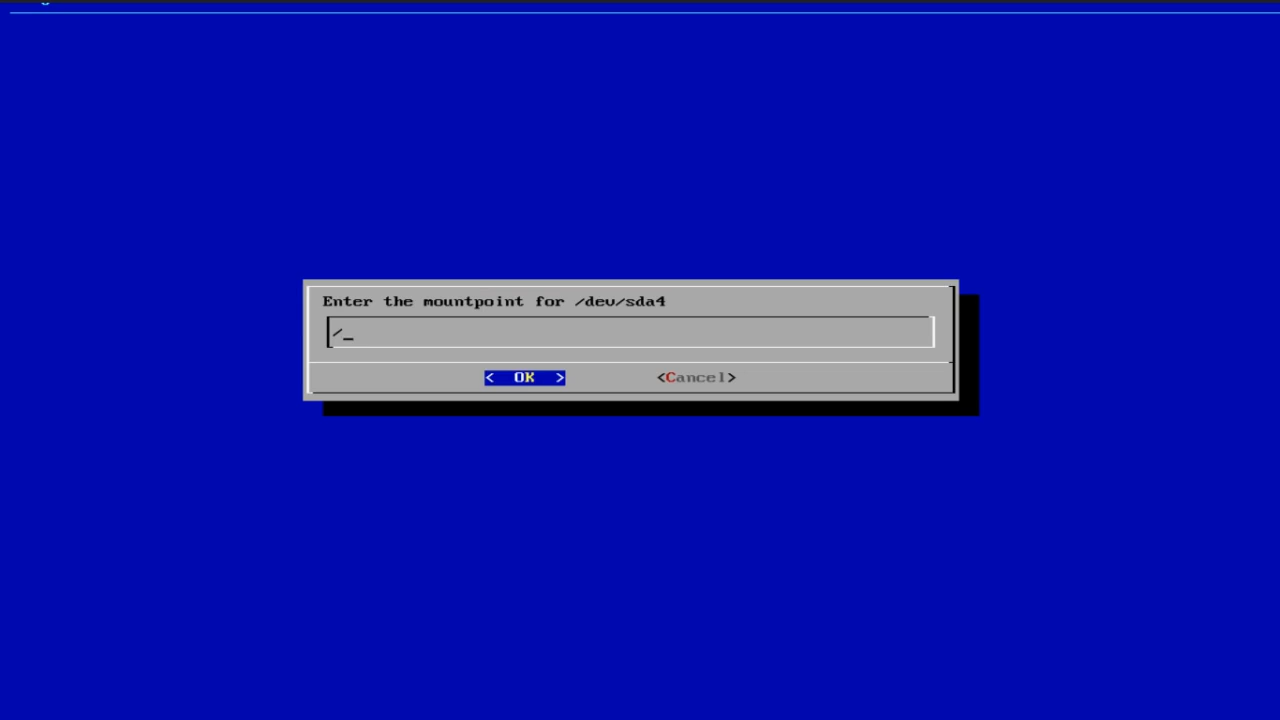 Enter the mountpoint for /dev/sda4
/_
< OK > <Cancel>